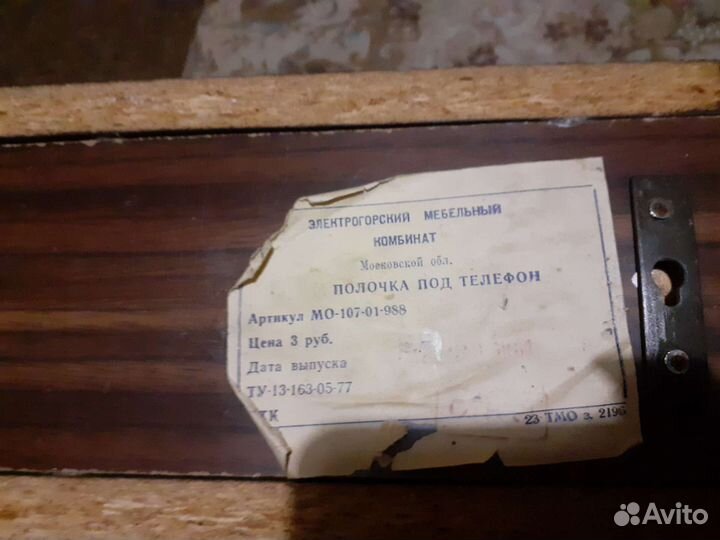 ЭЛЕКТРОГОРСКИЙ МЕБЕЛЬНЫЙ
КОМБИНАТ
Московской обл.
ПОЛОЧКА ПОД ТЕЛЕФОН
Артикул МО-107-01-988
Цена 3 руб.
Дата выпуска
ТУ-13-163-05-77
ТК
23 ТМО з. 2196
Avito